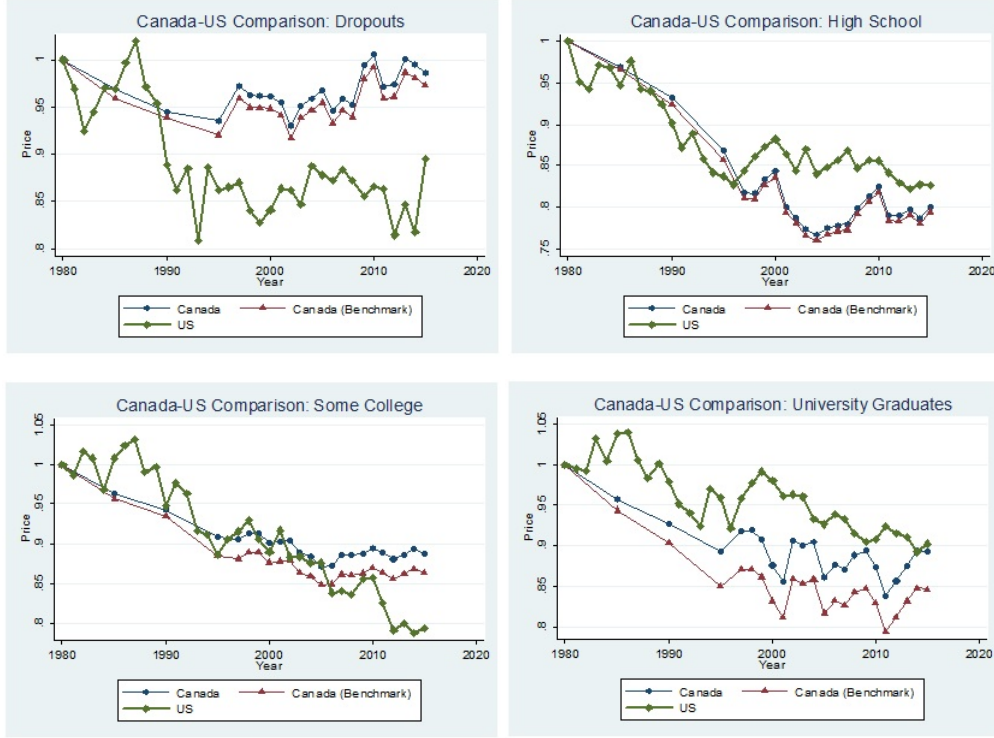 Canada-US Comparison: Dropouts
1
.95
.9
.85
.8
Price
1980 1990 2000 2010 2020
Year
Canada Canada (Benchmark)
US
Canada-US Comparison: High School
1
.95
.9
.85
.8
.75
Price
1980 1990 2000 2010 2020
Year
Canada Canada (Benchmark)
US
Canada-US Comparison: Some College
1.05
1
.95
.9
.85
.8
Price
1980 1990 2000 2010 2020
Year
Canada Canada (Benchmark)
US
Canada-US Comparison: University Graduates
1.05
1
.95
.9
.85
.8
Price
1980 1990 2000 2010 2020
Year
Canada Canada (Benchmark)
US